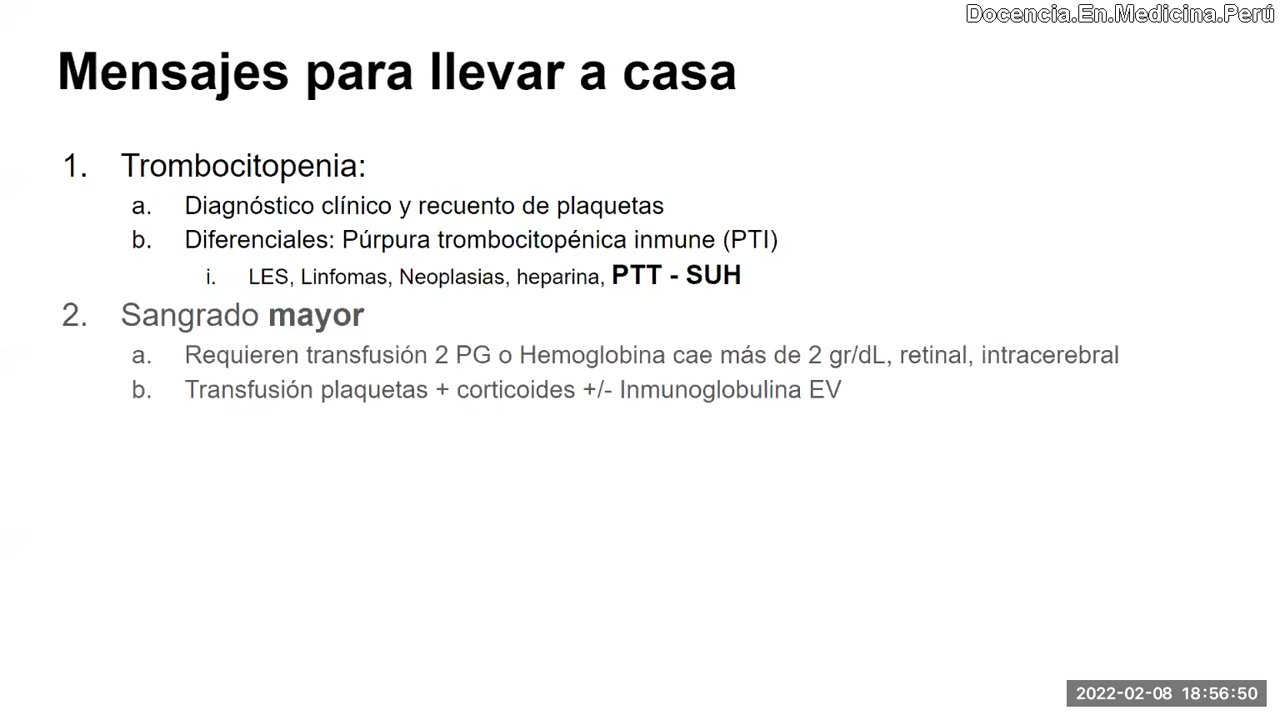 Docencia.En.Medicina.Perú
Mensajes para llevar a casa
1. Trombocitopenia:
a. Diagnóstico clínico y recuento de plaquetas
b. Diferenciales: Púrpura trombocitopénica inmune (PTI)
i. LES, Linfomas, Neoplasias, heparina, PTT - SUH
2. Sangrado mayor
a. Requieren transfusión 2 PG o Hemoglobina cae más de 2 gr/dL, retinal, intracerebral
b. Transfusión plaquetas + corticoides +/- Inmunoglobulina EV
2022-02-08 18:56:50